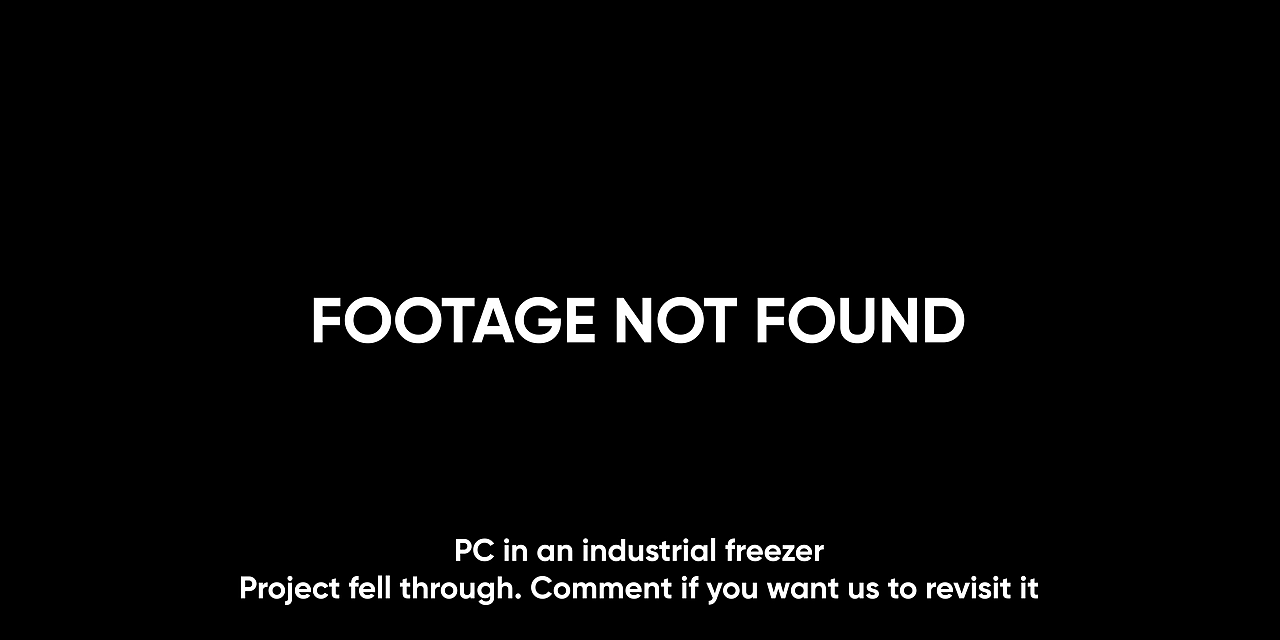 FOOTAGE NOT FOUND
PC in an industrial freezer
Project fell through. Comment if you want us to revisit it